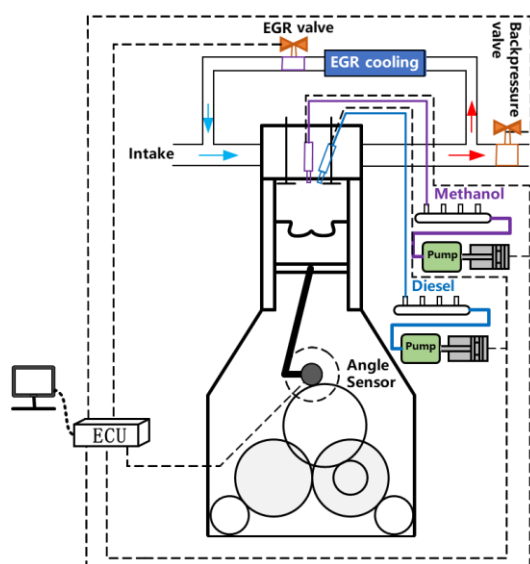 EGR valve
Backpressure
valve
EGR cooling
Intake
Methanol
Pump
Diesel
Pump
Angle
Sensor
ECU